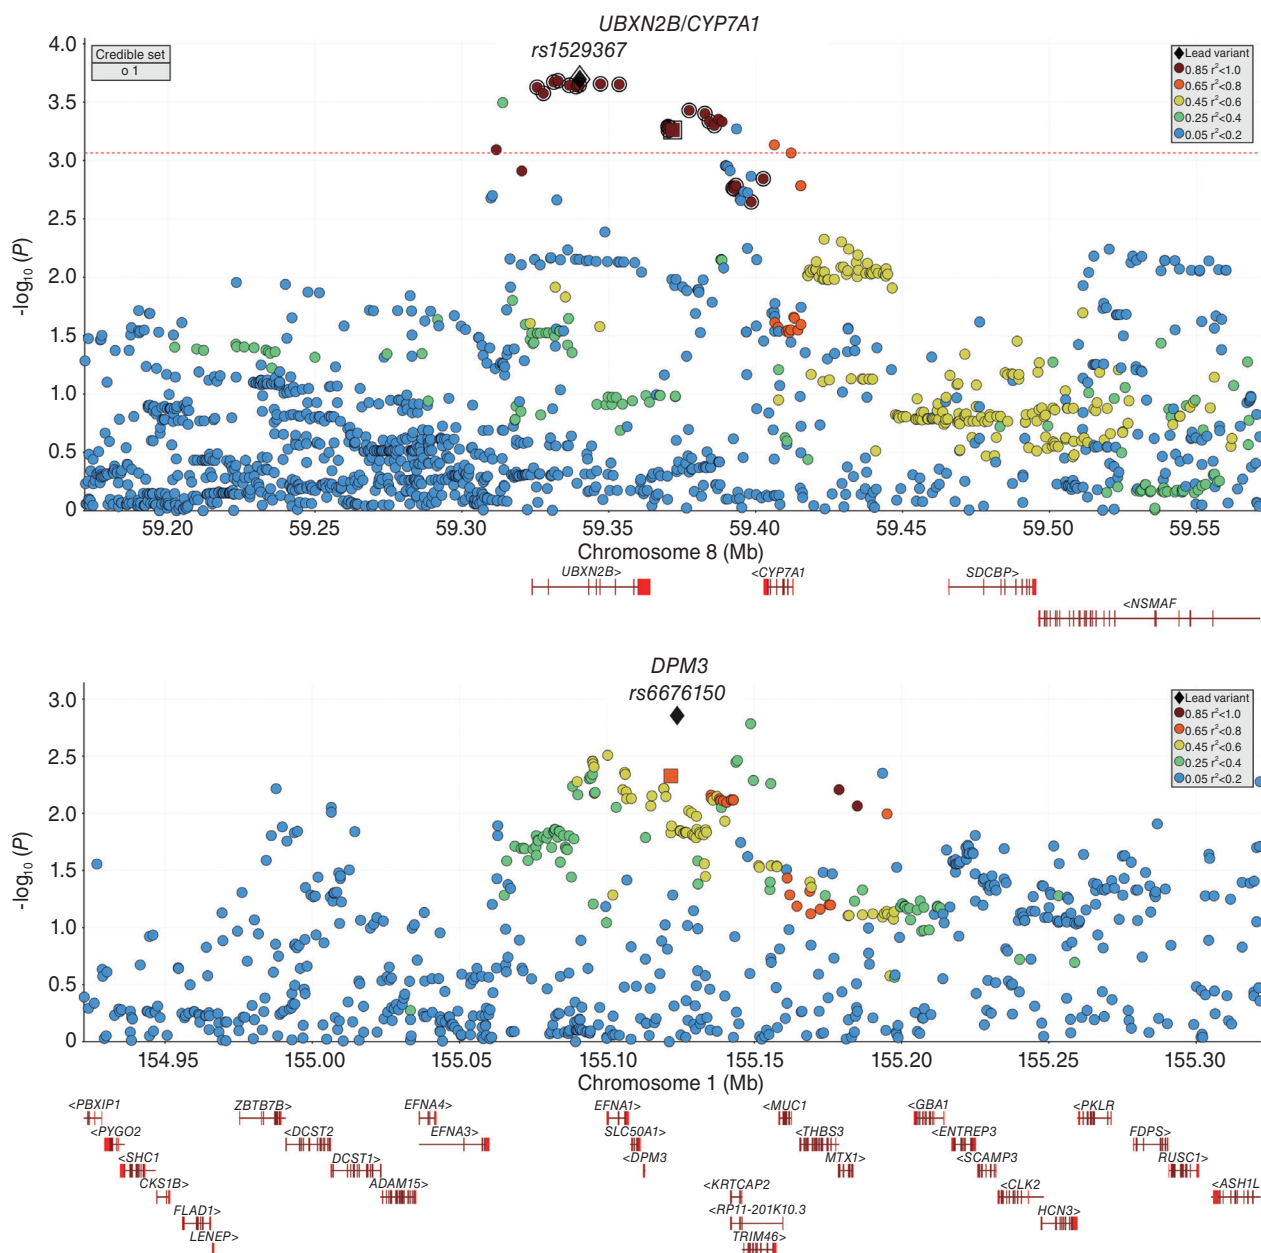 UBXN2B/CYP7A1
rs1529367
Credible set
o 1
Lead variant
0.85 r²<1.0
0.65 r²<0.8
0.45 r²<0.6
0.25 r²<0.4
0.05 r²<0.2
4.0
3.5
3.0
2.5
2.0
1.5
1.0
0.5
0
-log₁₀ (P)
59.20 59.25 59.30 59.35 59.40 59.45 59.50 59.55
Chromosome 8 (Mb)
UBXN2B> <CYP7A1 SDCBP>
<NSMAF
DPM3
rs6676150
Lead variant
0.85 r²<1.0
0.65 r²<0.8
0.45 r²<0.6
0.25 r²<0.4
0.05 r²<0.2
3.0
2.5
2.0
1.5
1.0
0.5
0
-log₁₀ (P)
154.95 155.00 155.05 155.10 155.15 155.20 155.25 155.30
Chromosome 1 (Mb)
<PBXIP1 ZBTB7B> EFNA4> EFNA1> <MUC1 <GBA1 <PKLR
<PYGO2 <DCST2 EFNA3> SLC50A1> <THBS3 <ENTREP3 FDPS>
<SHC1 DCST1> <DPM3 MTX1> <SCAMP3 RUSC1>
CKS1B> ADAM15> <KRTCAP2 <CLK2 <ASH1L
FLAD1> <RP11-201K10.3 HCN3>
LENEP> TRIM46>